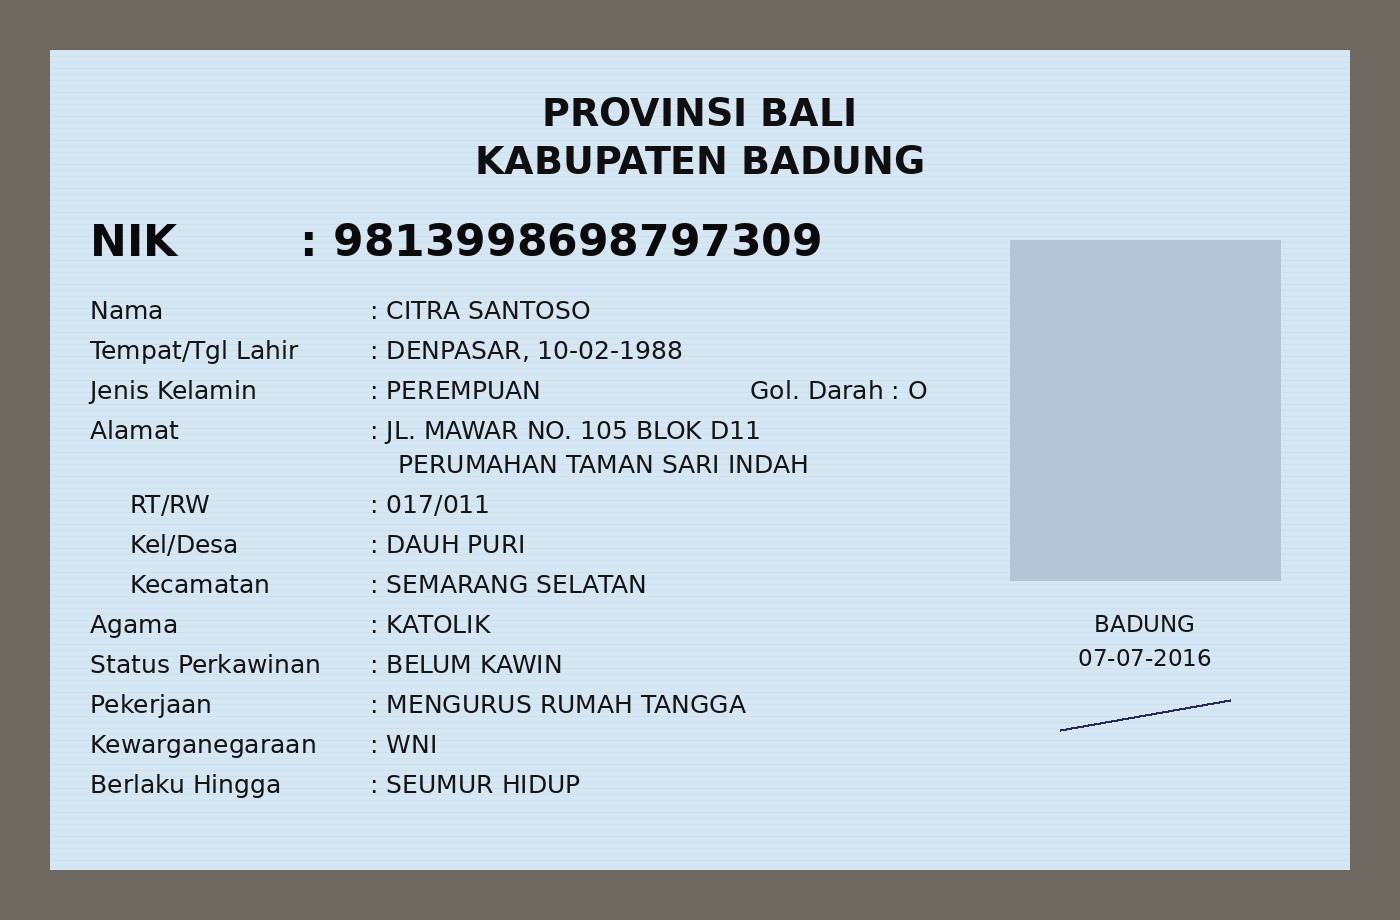 PROVINSI BALI
KABUPATEN BADUNG
NIK : 9813998698797309
Nama : CITRA SANTOSO
Tempat/Tgl Lahir : DENPASAR, 10-02-1988
Jenis Kelamin : PEREMPUAN Gol. Darah : O
Alamat : JL. MAWAR NO. 105 BLOK D11
PERUMAHAN TAMAN SARI INDAH
RT/RW : 017/011
Kel/Desa : DAUH PURI
Kecamatan : SEMARANG SELATAN
Agama : KATOLIK
Status Perkawinan : BELUM KAWIN
Pekerjaan : MENGURUS RUMAH TANGGA
Kewarganegaraan : WNI
Berlaku Hingga : SEUMUR HIDUP
BADUNG
07-07-2016